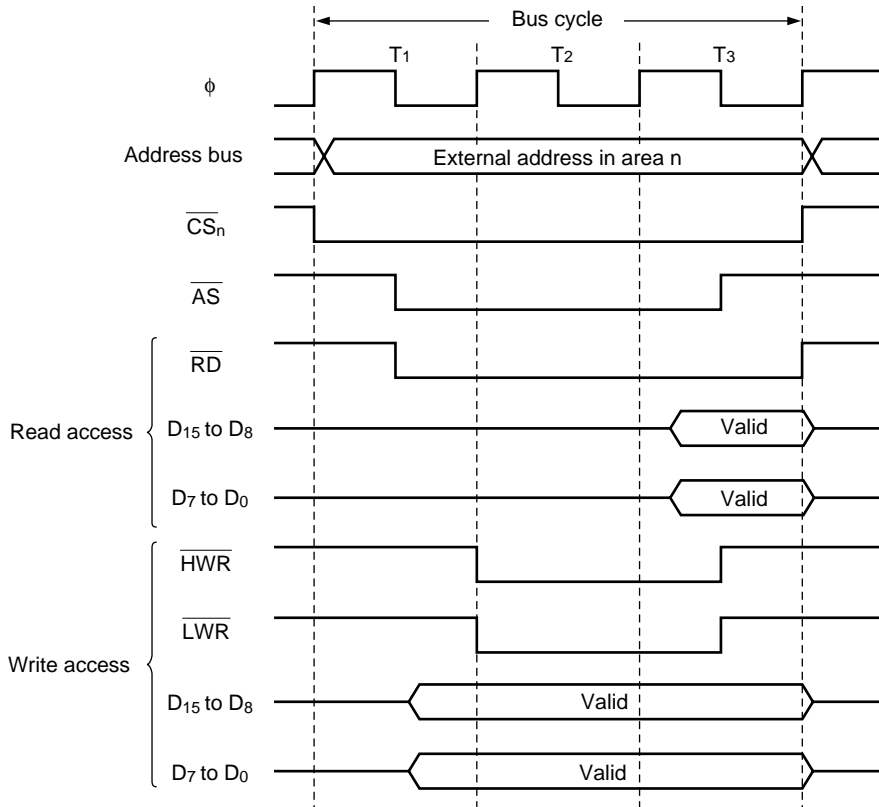 Bus cycle
T1 T2 T3
ϕ
Address bus External address in area n
CSn
AS
RD
Read access
D15 to D8 Valid
D7 to D0 Valid
HWR
LWR
Write access
D15 to D8 Valid
D7 to D0 Valid